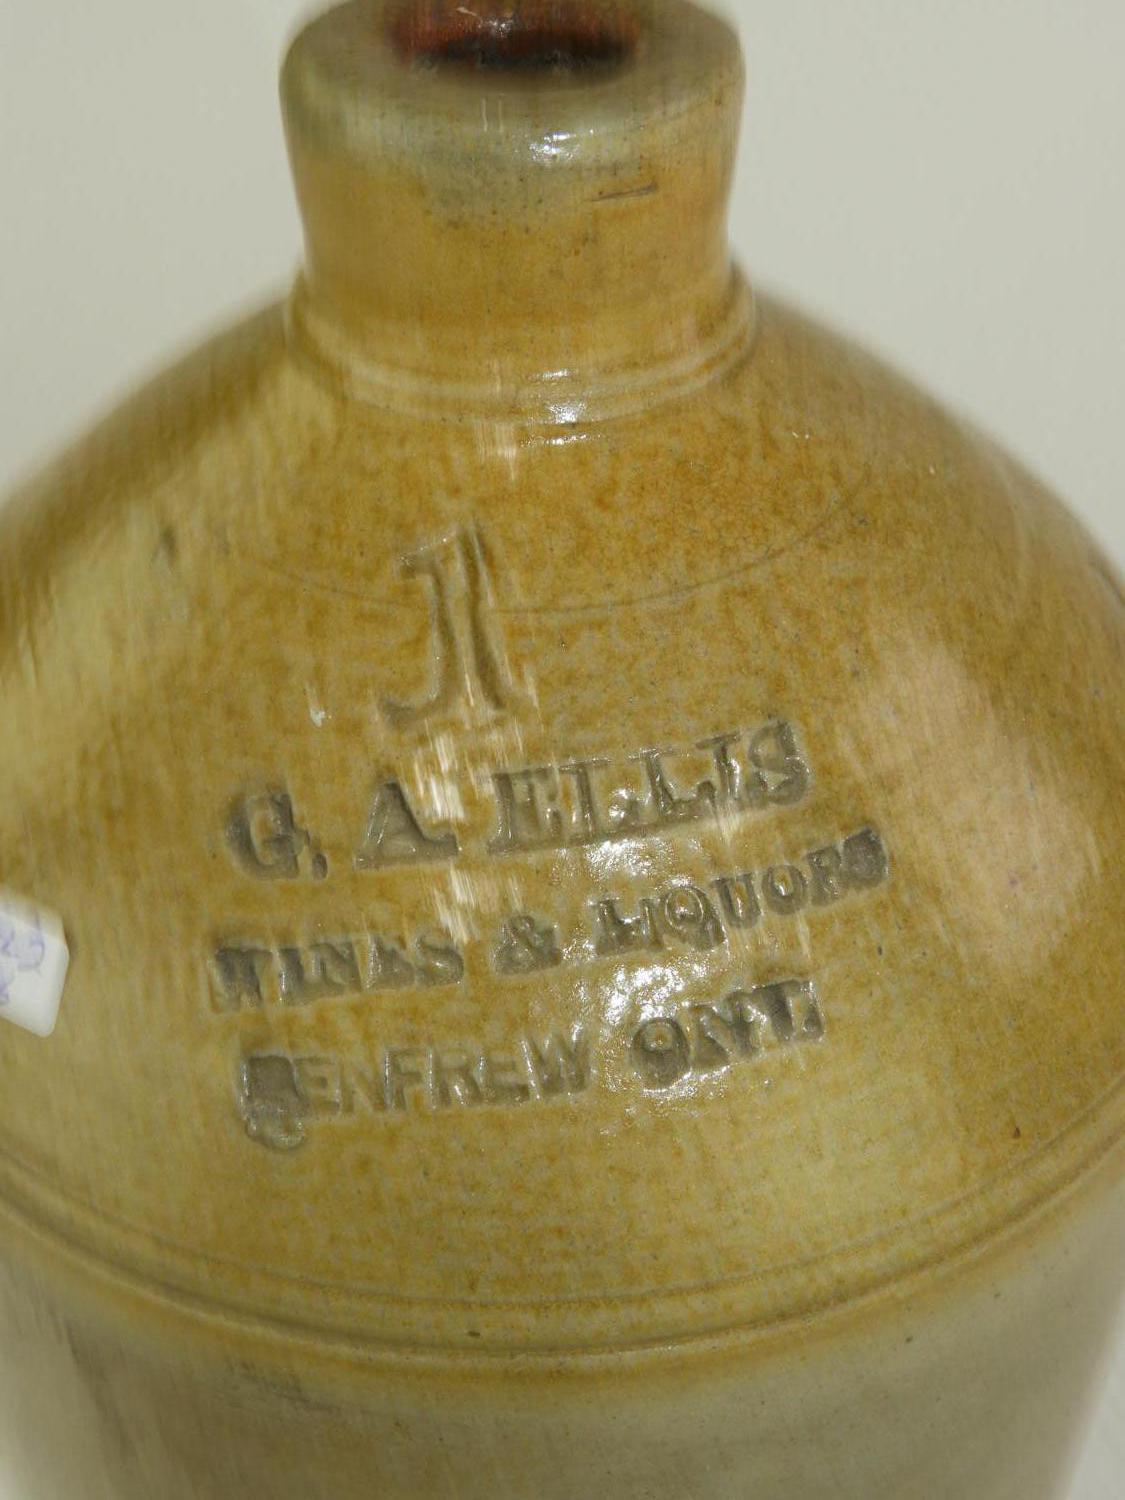 1
G. A. ELLIS
WINES & LIQUORS
RENFREW ONT.